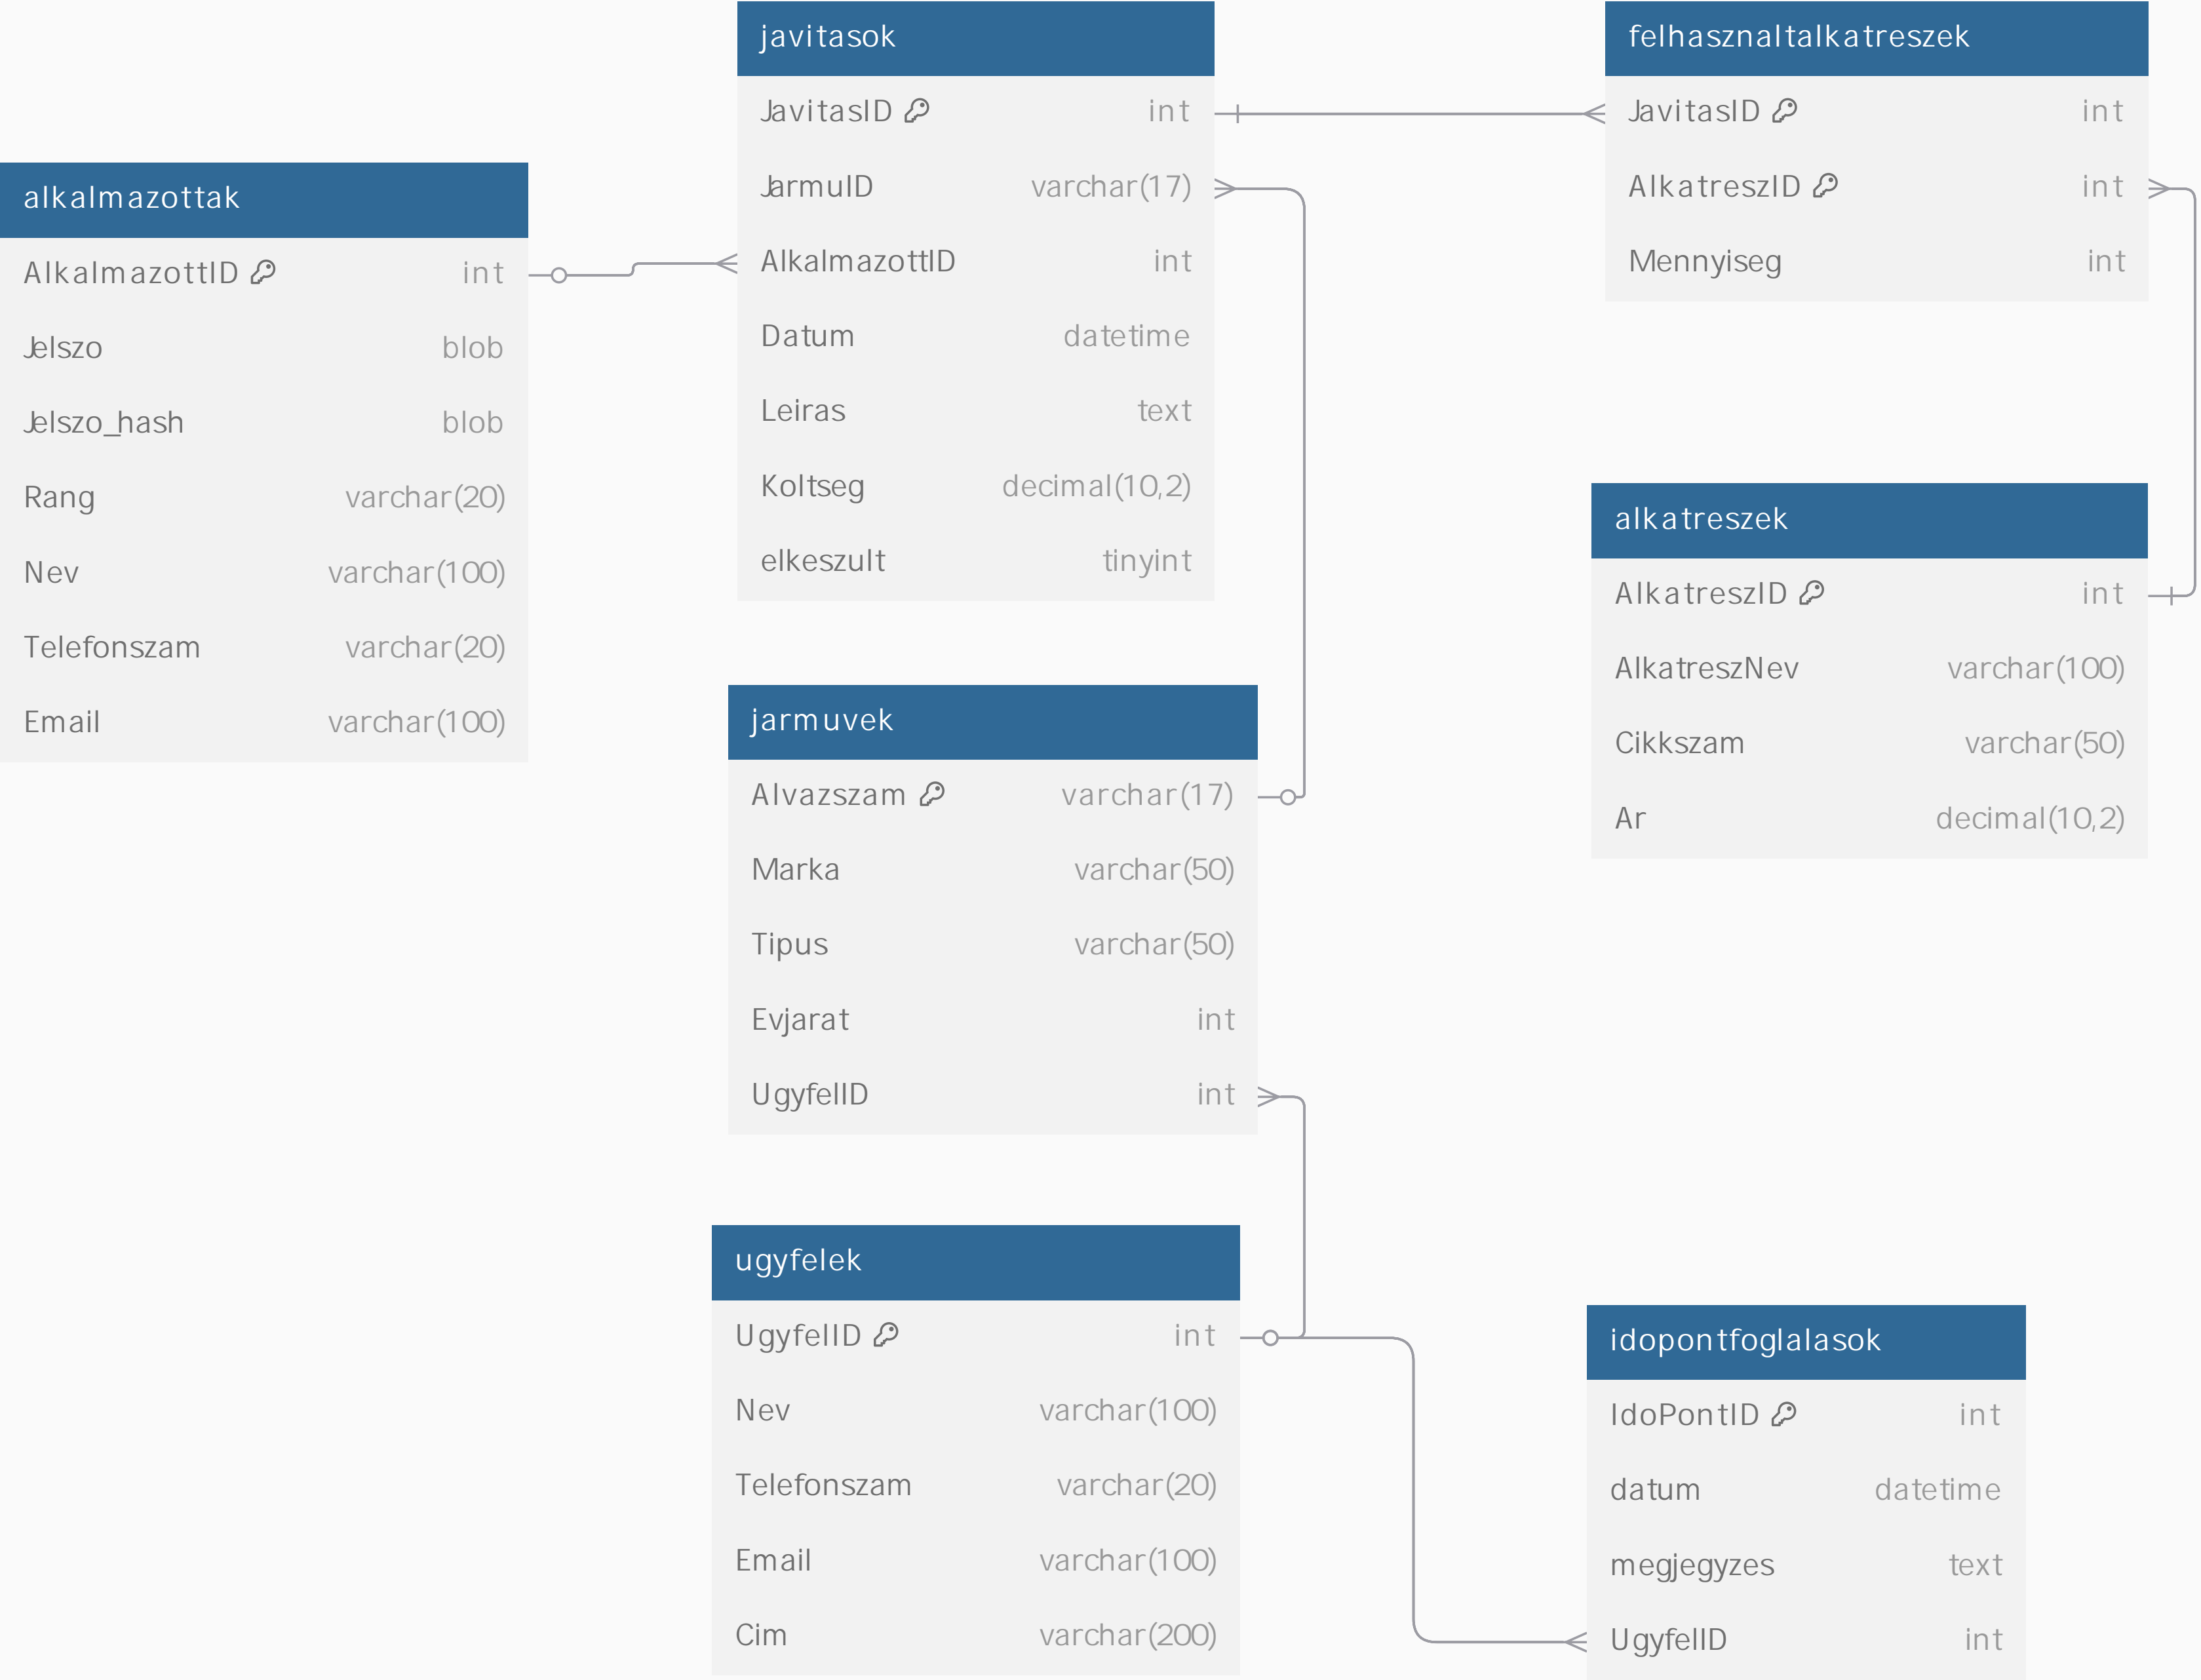 alkalmazottak
AlkalmazottID int
Jelszo blob
Jelszo_hash blob
Rang varchar(20)
Nev varchar(100)
Telefonszam varchar(20)
Email varchar(100)
javitasok
JavitasID int
JarmuID varchar(17)
AlkalmazottID int
Datum datetime
Leiras text
Koltseg decimal(10,2)
elkeszult tinyint
jarmuvek
Alvazszam varchar(17)
Marka varchar(50)
Tipus varchar(50)
Evjarat int
UgyfelID int
ugyfelek
UgyfelID int
Nev varchar(100)
Telefonszam varchar(20)
Email varchar(100)
Cim varchar(200)
felhasznaltalkatreszek
JavitasID int
AlkatreszID int
Mennyiseg int
alkatreszek
AlkatreszID int
AlkatreszNev varchar(100)
Cikkszam varchar(50)
Ar decimal(10,2)
idopontfoglalasok
IdoPontID int
datum datetime
megjegyzes text
UgyfelID int